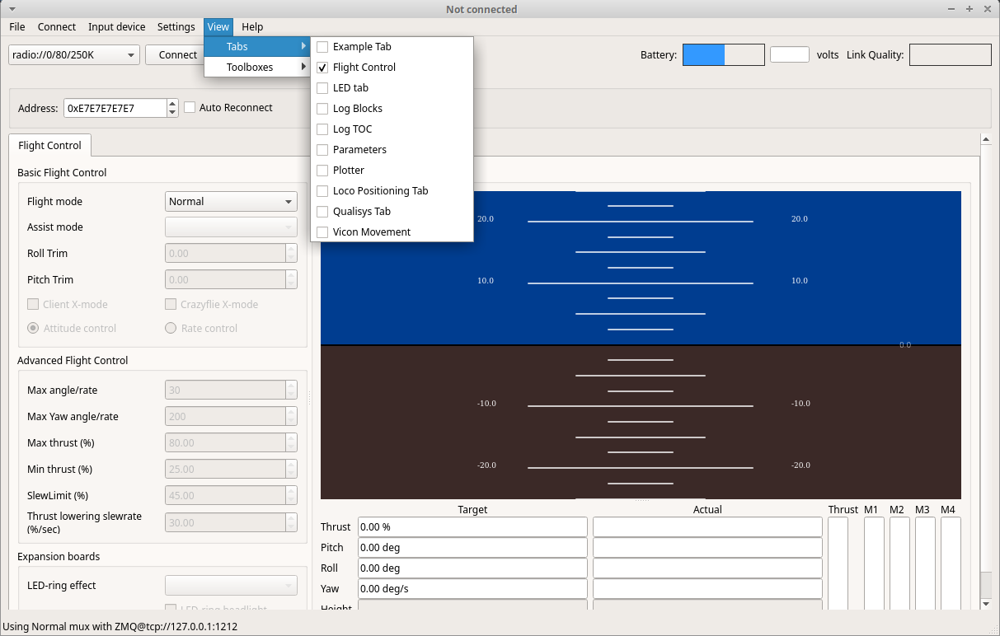 Not connected
File Connect Input device Settings View Help
radio://0/80/250K Connect
Tabs
Toolboxes
Example Tab
Flight Control
LED tab
Log Blocks
Log TOC
Parameters
Plotter
Loco Positioning Tab
Qualisys Tab
Vicon Movement
Battery: volts Link Quality:
Address: 0xE7E7E7E7E7 Auto Reconnect
Flight Control
Basic Flight Control
Flight mode Normal
Assist mode
Roll Trim 0.00
Pitch Trim 0.00
Client X-mode Crazyflie X-mode
Attitude control Rate control
Advanced Flight Control
Max angle/rate 30
Max Yaw angle/rate 200
Max thrust (%) 80.00
Min thrust (%) 25.00
SlewLimit (%) 45.00
Thrust lowering slewrate
(%/sec) 30.00
Expansion boards
LED-ring effect
LED-ring headlight
20.0 20.0
10.0 10.0
0.0
-10.0 -10.0
-20.0 -20.0
Target Actual Thrust M1 M2 M3 M4
Thrust 0.00 %
Pitch 0.00 deg
Roll 0.00 deg
Yaw 0.00 deg/s
Height
Using Normal mux with ZMQ@tcp://127.0.0.1:1212